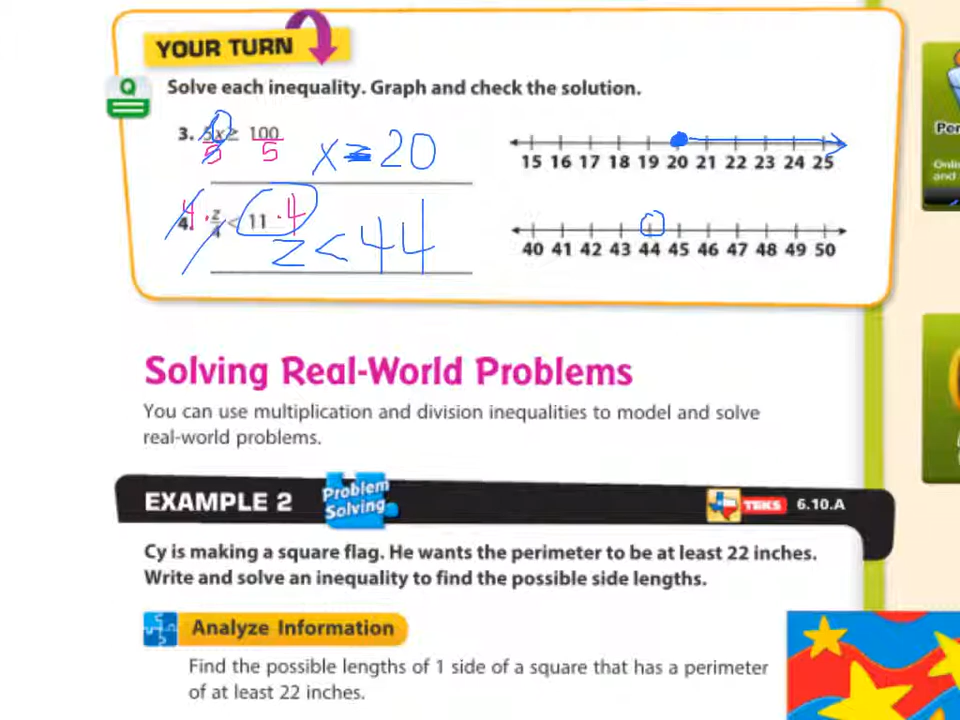 YOUR TURN
Solve each inequality. Graph and check the solution.
3. 5x ≥ 100
5 5
x ≥ 20
15 16 17 18 19 20 21 22 23 24 25
4. 4 · z/4 < 11 · 4
z < 44
40 41 42 43 44 45 46 47 48 49 50
Solving Real-World Problems
You can use multiplication and division inequalities to model and solve
real-world problems.
EXAMPLE 2 Problem Solving TEKS 6.10.A
Cy is making a square flag. He wants the perimeter to be at least 22 inches.
Write and solve an inequality to find the possible side lengths.
Analyze Information
Find the possible lengths of 1 side of a square that has a perimeter
of at least 22 inches.